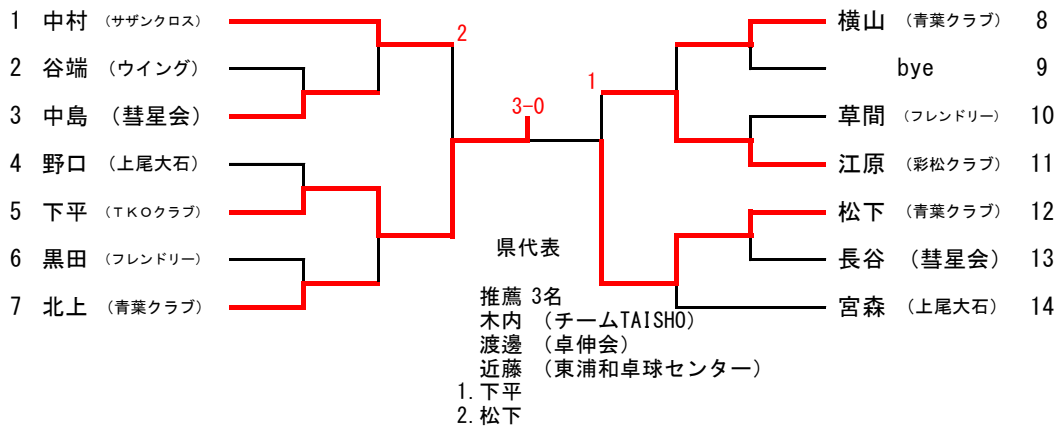 1 中村 （サザンクロス）
2 谷端 （ウイング）
3 中島 （彗星会）
4 野口 （上尾大石）
5 下平 （ＴＫＯクラブ）
6 黒田 （フレンドリー）
7 北上 （青葉クラブ）
2
3-0
1
横山 （青葉クラブ） 8
bye 9
草間 （フレンドリー） 10
江原 （彩松クラブ） 11
松下 （青葉クラブ） 12
長谷 （彗星会） 13
宮森 （上尾大石） 14
県代表
推薦 3名
木内 （チームTAISHO）
渡邊 （卓伸会）
近藤 （東浦和卓球センター）
1. 下平
2. 松下